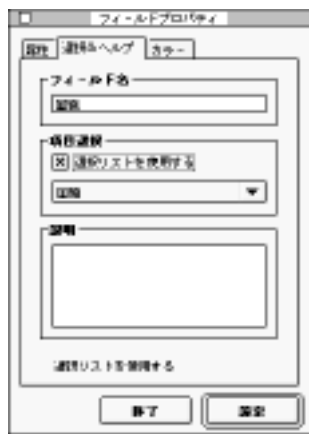 フィールドプロパティ
属性 選択&ヘルプ カラー
フィールド名
項目選択
選択リストを使用する
説明
選択リストを使用する
終了 設定